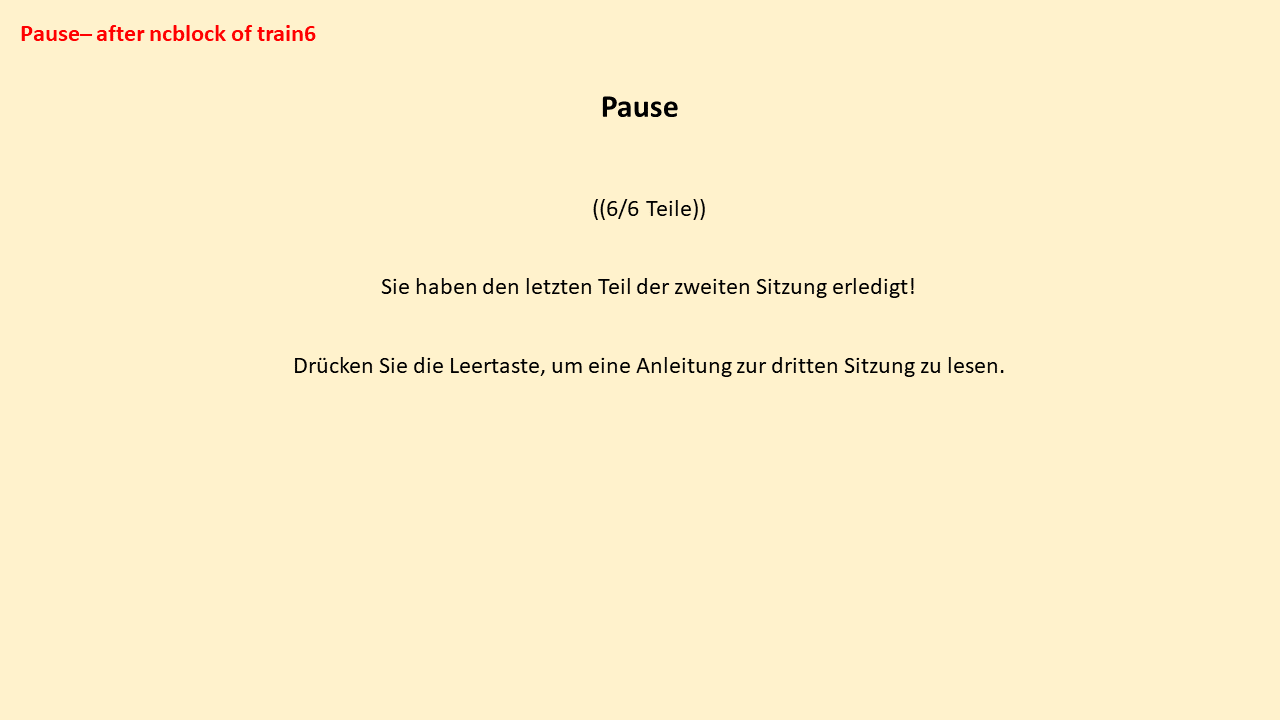 Pause– after ncblock of train6
Pause
((6/6 Teile))
Sie haben den letzten Teil der zweiten Sitzung erledigt!
Drücken Sie die Leertaste, um eine Anleitung zur dritten Sitzung zu lesen.